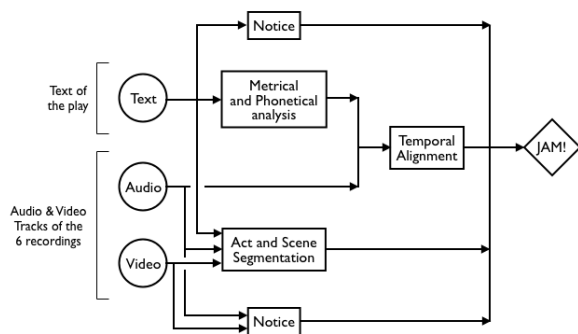 Notice
Text of
the play
Text
Metrical
and Phonetical
analysis
Temporal
Alignment
JAM!
Audio
Audio & Video
Tracks of the
6 recordings
Act and Scene
Segmentation
Video
Notice